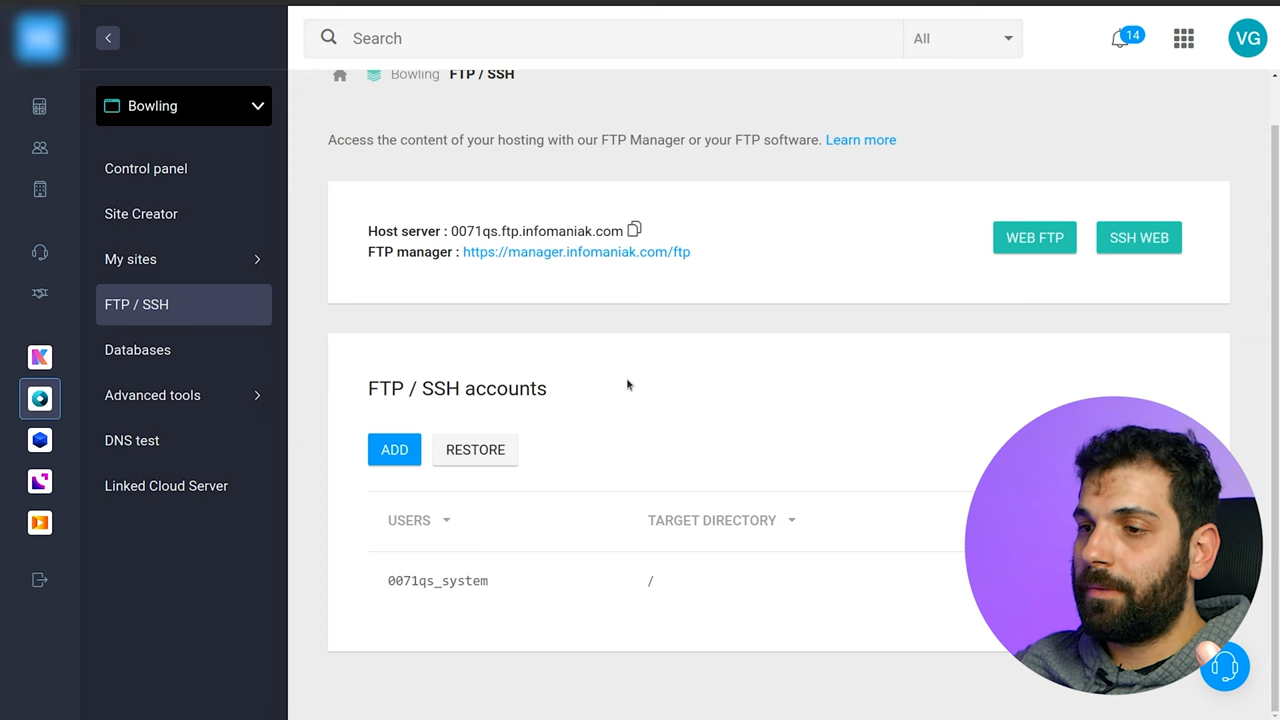 Search
All
14
VG
Bowling
Bowling FTP / SSH
Access the content of your hosting with our FTP Manager or your FTP software. Learn more
Control panel
Site Creator
My sites
FTP / SSH
Databases
Advanced tools
DNS test
Linked Cloud Server
Host server : 0071qs.ftp.infomaniak.com
FTP manager : https://manager.infomaniak.com/ftp
WEB FTP
SSH WEB
FTP / SSH accounts
ADD
RESTORE
USERS
TARGET DIRECTORY
0071qs_system
/